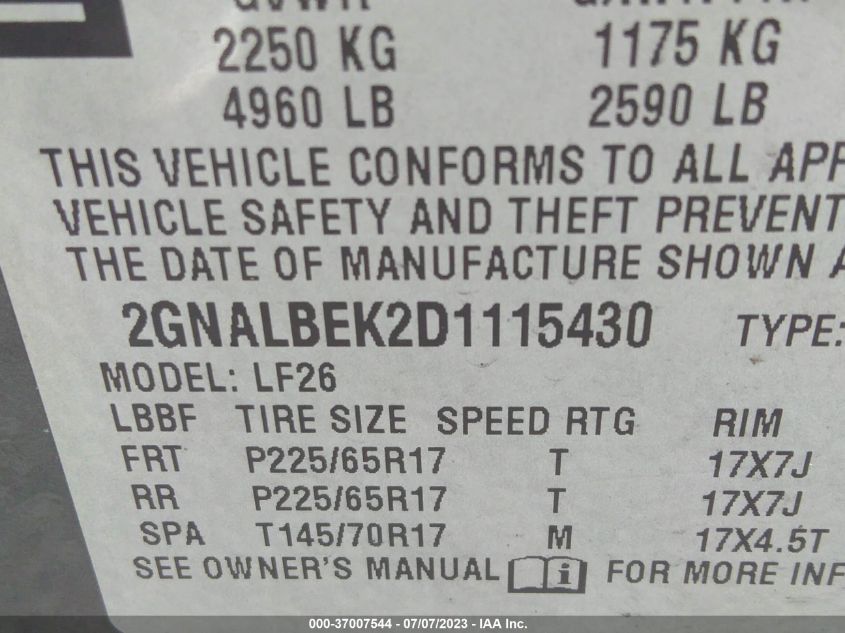 GVWR
2250 KG 1175 KG
4960 LB 2590 LB
THIS VEHICLE CONFORMS TO ALL APP
VEHICLE SAFETY AND THEFT PREVENT
THE DATE OF MANUFACTURE SHOWN A
2GNALBEK2D1115430 TYPE:
MODEL: LF26
LBBF TIRE SIZE SPEED RTG RIM
FRT P225/65R17 T 17X7J
RR P225/65R17 T 17X7J
SPA T145/70R17 M 17X4.5T
SEE OWNER'S MANUAL i FOR MORE INF
000-37007544 - 07/07/2023 - IAA Inc.